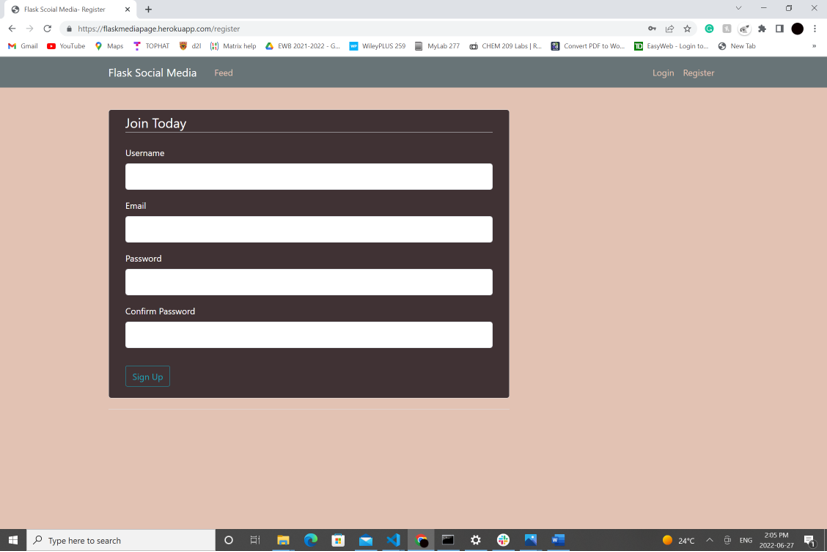 Flask Scoial Media- Register
https://flaskmediapage.herokuapp.com/register
Gmail YouTube Maps TOPHAT d2l Matrix help EWB 2021-2022 - G... WileyPLUS 259 MyLab 277 CHEM 209 Labs | R... Convert PDF to Wo... EasyWeb - Login to... New Tab »
Flask Social Media Feed Login Register
Join Today
Username
Email
Password
Confirm Password
Sign Up
Type here to search
24°C ENG
2:05 PM
2022-06-27